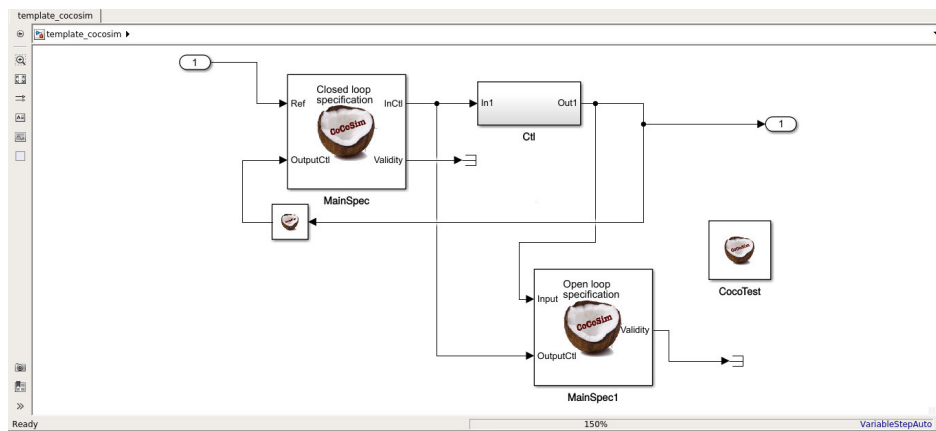 template_cocosim
template_cocosim
1
Closed loop
specification
Ref
InCtl
CoCoSim
OutputCtl
Validity
MainSpec
In1
Out1
Ctl
1
CocoTest
Open loop
specification
Input
CoCoSim
Validity
OutputCtl
MainSpec1
Ready
150%
VariableStepAuto